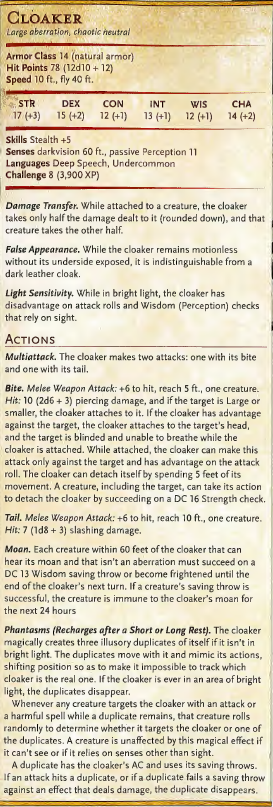 CLOAKER
Large aberration, chaotic neutral
Armor Class 14 (natural armor)
Hit Points 78 (12d10 + 12)
Speed 10 ft., fly 40 ft.
STR DEX CON INT WIS CHA
17 (+3) 15 (+2) 12 (+1) 13 (+1) 12 (+1) 14 (+2)
Skills Stealth +5
Senses darkvision 60 ft., passive Perception 11
Languages Deep Speech, Undercommon
Challenge 8 (3,900 XP)
Damage Transfer. While attached to a creature, the cloaker
takes only half the damage dealt to it (rounded down), and that
creature takes the other half.
False Appearance. While the cloaker remains motionless
without its underside exposed, it is indistinguishable from a
dark leather cloak.
Light Sensitivity. While in bright light, the cloaker has
disadvantage on attack rolls and Wisdom (Perception) checks
that rely on sight.
ACTIONS
Multiattack. The cloaker makes two attacks: one with its bite
and one with its tail.
Bite. Melee Weapon Attack: +6 to hit, reach 5 ft., one creature.
Hit: 10 (2d6 + 3) piercing damage, and if the target is Large or
smaller, the cloaker attaches to it. If the cloaker has advantage
against the target, the cloaker attaches to the target's head,
and the target is blinded and unable to breathe while the
cloaker is attached. While attached, the cloaker can make this
attack only against the target and has advantage on the attack
roll. The cloaker can detach itself by spending 5 feet of its
movement. A creature, including the target, can take its action
to detach the cloaker by succeeding on a DC 16 Strength check.
Tail. Melee Weapon Attack: +6 to hit, reach 10 ft., one creature.
Hit: 7 (1d8 + 3) slashing damage.
Moan. Each creature within 60 feet of the cloaker that can
hear its moan and that isn't an aberration must succeed on a
DC 13 Wisdom saving throw or become frightened until the
end of the cloaker's next turn. If a creature's saving throw is
successful, the creature is immune to the cloaker's moan for
the next 24 hours
Phantasms (Recharges after a Short or Long Rest). The cloaker
magically creates three illusory duplicates of itself if it isn't in
bright light. The duplicates move with it and mimic its actions,
shifting position so as to make it impossible to track which
cloaker is the real one. If the cloaker is ever in an area of bright
light, the duplicates disappear.
Whenever any creature targets the cloaker with an attack or
a harmful spell while a duplicate remains, that creature rolls
randomly to determine whether it targets the cloaker or one of
the duplicates. A creature is unaffected by this magical effect if
it can't see or if it relies on senses other than sight.
A duplicate has the cloaker's AC and uses its saving throws.
If an attack hits a duplicate, or if a duplicate fails a saving throw
against an effect that deals damage, the duplicate disappears.